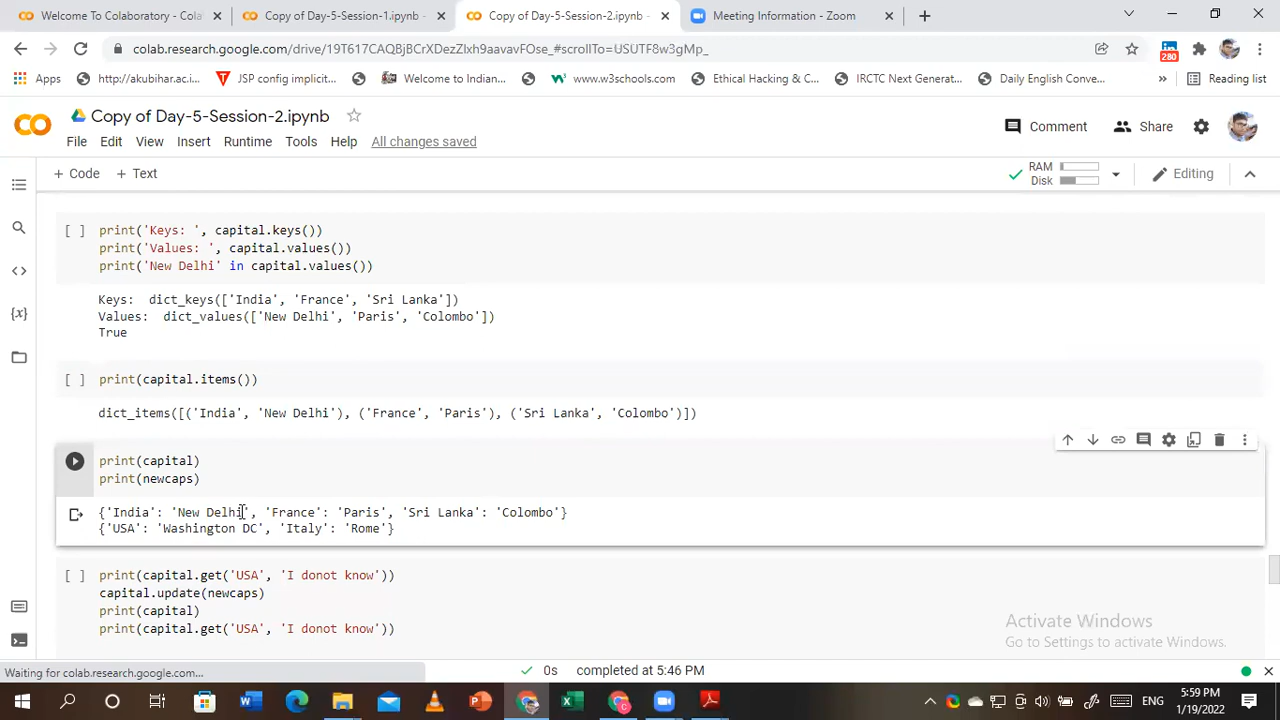 Welcome To Colaboratory - Cola
Copy of Day-5-Session-1.ipynb -
Copy of Day-5-Session-2.ipynb -
Meeting Information - Zoom
colab.research.google.com/drive/19T617CAQBjBCrXDezZlxh9aavavFOse_#scrollTo=USUTF8w3gMp_
280
Apps
http://akubihar.ac.i...
JSP config implicit...
Welcome to Indian...
www.w3schools.com
Ethical Hacking & C...
IRCTC Next Generat...
Daily English Conve...
»
Reading list
Copy of Day-5-Session-2.ipynb
Comment
Share
File Edit View Insert Runtime Tools Help All changes saved
+ Code + Text
RAM
Disk
Editing
[ ] print('Keys: ', capital.keys())
print('Values: ', capital.values())
print('New Delhi' in capital.values())
Keys:  dict_keys(['India', 'France', 'Sri Lanka'])
Values:  dict_values(['New Delhi', 'Paris', 'Colombo'])
True
[ ] print(capital.items())
dict_items([('India', 'New Delhi'), ('France', 'Paris'), ('Sri Lanka', 'Colombo')])
print(capital)
print(newcaps)
{'India': 'New Delhi', 'France': 'Paris', 'Sri Lanka': 'Colombo'}
{'USA': 'Washington DC', 'Italy': 'Rome'}
[ ] print(capital.get('USA', 'I donot know'))
capital.update(newcaps)
print(capital)
print(capital.get('USA', 'I donot know'))
Activate Windows
Go to Settings to activate Windows.
Waiting for colab.research.google.com...
0s completed at 5:46 PM
ENG
5:59 PM
1/19/2022